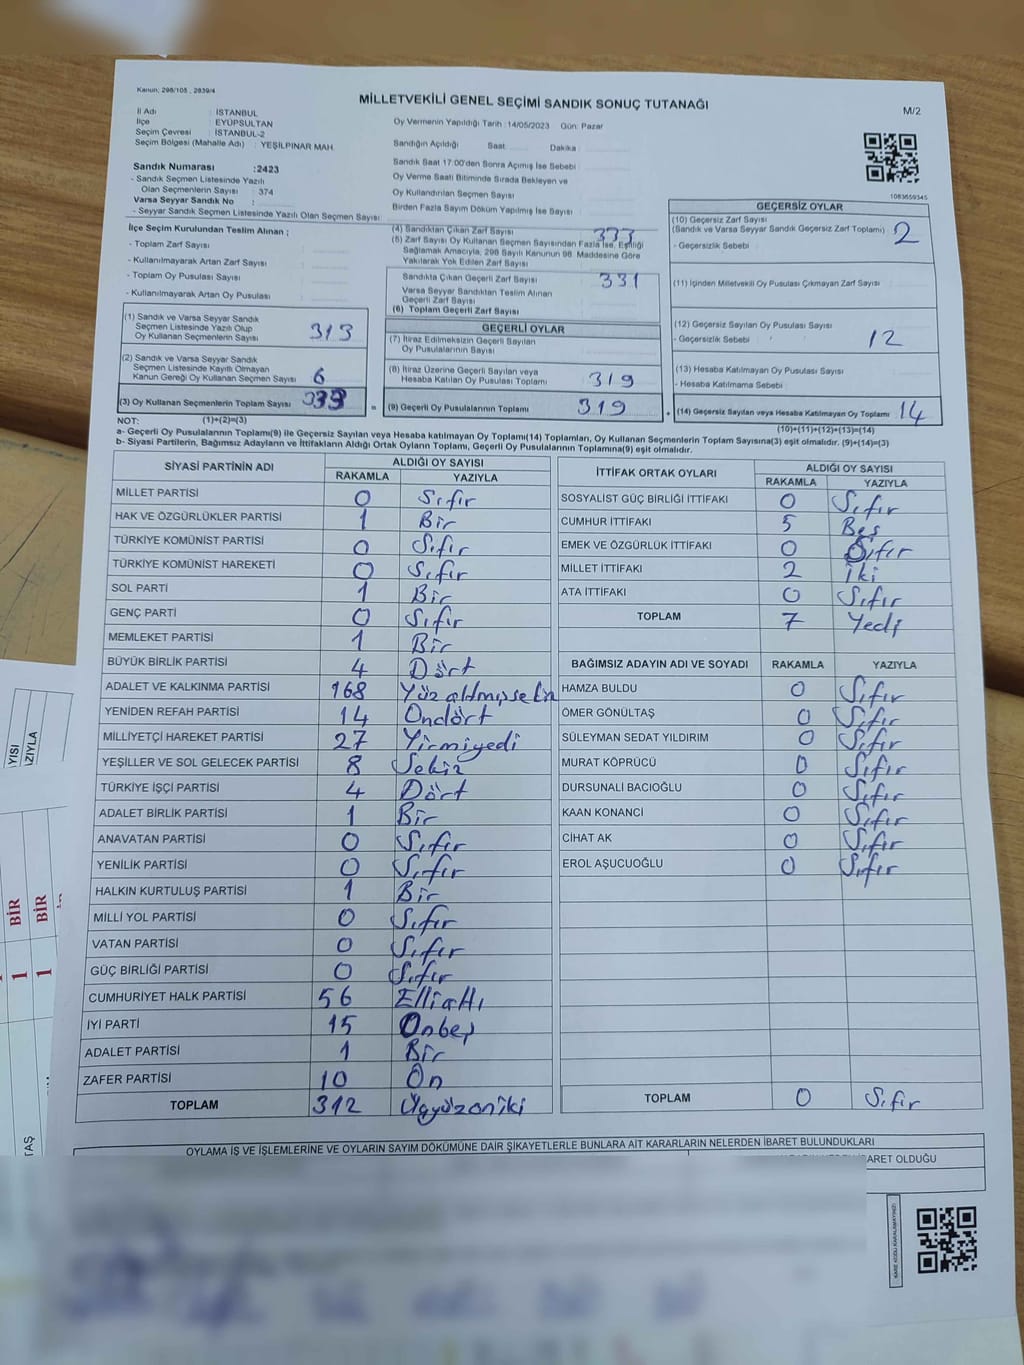 Kanun: 298/105 , 2839/4
MİLLETVEKİLİ GENEL SEÇİMİ SANDIK SONUÇ TUTANAĞI
M/2
İl Adı : İSTANBUL
İlçe : EYÜPSULTAN
Seçim Çevresi : İSTANBUL-2
Seçim Bölgesi (Mahalle Adı) : YEŞİLPINAR MAH.
Sandık Numarası :2423
- Sandık Seçmen Listesinde Yazılı
Olan Seçmenlerin Sayısı : 374
Varsa Seyyar Sandık No :
- Seyyar Sandık Seçmen Listesinde Yazılı Olan Seçmen Sayısı :
Oy Vermenin Yapıldığı Tarih :14/05/2023 Gün: Pazar
Sandığın Açıldığı Saat Dakika
Sandık Saat 17:00'den Sonra Açılmış İse Sebebi
Oy Verme Saati Bitiminde Sırada Bekleyen ve
Oy Kullandırılan Seçmen Sayısı
Birden Fazla Sayım Döküm Yapılmış İse Sayısı
1083659345
İlçe Seçim Kurulundan Teslim Alınan ;
- Toplam Zarf Sayısı
- Kullanılmayarak Artan Zarf Sayısı
- Toplam Oy Pusulası Sayısı
- Kullanılmayarak Artan Oy Pusulası
(1) Sandık ve Varsa Seyyar Sandık
Seçmen Listesinde Yazılı Olup
Oy Kullanan Seçmenlerin Sayısı 313
(2) Sandık ve Varsa Seyyar Sandık
Seçmen Listesinde Kayıtlı Olmayan
Kanun Gereği Oy Kullanan Seçmen Sayısı 6
(3) Oy Kullanan Seçmenlerin Toplam Sayısı 333
(4) Sandıktan Çıkan Zarf Sayısı 333
(5) Zarf Sayısı Oy Kullanan Seçmen Sayısından Fazla İse, Eşitliği
Sağlamak Amacıyla, 298 Sayılı Kanunun 98. Maddesine Göre
Yakılarak Yok Edilen Zarf Sayısı
Sandıkta Çıkan Geçerli Zarf Sayısı 331
Varsa Seyyar Sandıktan Teslim Alınan
Geçerli Zarf Sayısı
(6) Toplam Geçerli Zarf Sayısı
GEÇERLİ OYLAR
(7) İtiraz Edilmeksizin Geçerli Sayılan
Oy Pusulalarının Sayısı
(8) İtiraz Üzerine Geçerli Sayılan veya
Hesaba Katılan Oy Pusulası Toplamı 319
= (9) Geçerli Oy Pusulalarının Toplamı 319
GEÇERSİZ OYLAR
(10) Geçersiz Zarf Sayısı
(Sandık ve Varsa Seyyar Sandık Geçersiz Zarf Toplamı) 2
- Geçersizlik Sebebi
(11) İçinden Milletvekili Oy Pusulası Çıkmayan Zarf Sayısı
(12) Geçersiz Sayılan Oy Pusulası Sayısı
- Geçersizlik Sebebi 12
(13) Hesaba Katılmayan Oy Pusulası Sayısı
- Hesaba Katılmama Sebebi
+ (14) Geçersiz Sayılan veya Hesaba Katılmayan Oy Toplamı 14
NOT: (1)+(2)=(3)
(10)+(11)+(12)+(13)=(14)
a- Geçerli Oy Pusulalarının Toplamı(9) ile Geçersiz Sayılan veya Hesaba katılmayan Oy Toplamı(14) Toplamları, Oy Kullanan Seçmenlerin Toplam Sayısına(3) eşit olmalıdır. (9)+(14)=(3)
b- Siyasi Partilerin, Bağımsız Adayların ve İttifakların Aldığı Ortak Oyların Toplamı, Geçerli Oy Pusulalarının Toplamına(9) eşit olmalıdır.
SİYASİ PARTİNİN ADI ALDIĞI OY SAYISI
RAKAMLA YAZIYLA
MİLLET PARTİSİ 0 Sıfır
HAK VE ÖZGÜRLÜKLER PARTİSİ 1 Bir
TÜRKİYE KOMÜNİST PARTİSİ 0 Sıfır
TÜRKİYE KOMÜNİST HAREKETİ 0 Sıfır
SOL PARTİ 1 Bir
GENÇ PARTİ 0 Sıfır
MEMLEKET PARTİSİ 1 Bir
BÜYÜK BİRLİK PARTİSİ 4 Dört
ADALET VE KALKINMA PARTİSİ 168 Yüz altmışsekiz
YENİDEN REFAH PARTİSİ 14 Ondört
MİLLİYETÇİ HAREKET PARTİSİ 27 Yirmiyedi
YEŞİLLER VE SOL GELECEK PARTİSİ 8 Sekiz
TÜRKİYE İŞÇİ PARTİSİ 4 Dört
ADALET BİRLİK PARTİSİ 1 Bir
ANAVATAN PARTİSİ 0 Sıfır
YENİLİK PARTİSİ 0 Sıfır
HALKIN KURTULUŞ PARTİSİ 1 Bir
MİLLİ YOL PARTİSİ 0 Sıfır
VATAN PARTİSİ 0 Sıfır
GÜÇ BİRLİĞİ PARTİSİ 0 Sıfır
CUMHURİYET HALK PARTİSİ 56 Elliattı
İYİ PARTİ 15 Onbeş
ADALET PARTİSİ 1 Bir
ZAFER PARTİSİ 10 On
TOPLAM 312 Üçyüzoniki
İTTİFAK ORTAK OYLARI ALDIĞI OY SAYISI
RAKAMLA YAZIYLA
SOSYALİST GÜÇ BİRLİĞİ İTTİFAKI 0 Sıfır
CUMHUR İTTİFAKI 5 Beş
EMEK VE ÖZGÜRLÜK İTTİFAKI 0 Sıfır
MİLLET İTTİFAKI 2 İki
ATA İTTİFAKI 0 Sıfır
TOPLAM 7 Yedi
BAĞIMSIZ ADAYIN ADI VE SOYADI RAKAMLA YAZIYLA
HAMZA BULDU 0 Sıfır
ÖMER GÖNÜLTAŞ 0 Sıfır
SÜLEYMAN SEDAT YILDIRIM 0 Sıfır
MURAT KÖPRÜCÜ 0 Sıfır
DURSUNALİ BACIOĞLU 0 Sıfır
KAAN KONANCİ 0 Sıfır
CİHAT AK 0 Sıfır
EROL AŞUCUOĞLU 0 Sıfır
TOPLAM 0 Sıfır
OYLAMA İŞ VE İŞLEMLERİNE VE OYLARIN SAYIM DÖKÜMÜNE DAİR ŞİKAYETLERLE BUNLARA AİT KARARLARIN NELERDEN İBARET BULUNDUKLARI
OLDUĞU
KARE KODU KARALAMAYINIZ!
YISI
ZIYLA
BİR
BİR
1
1
TAŞ